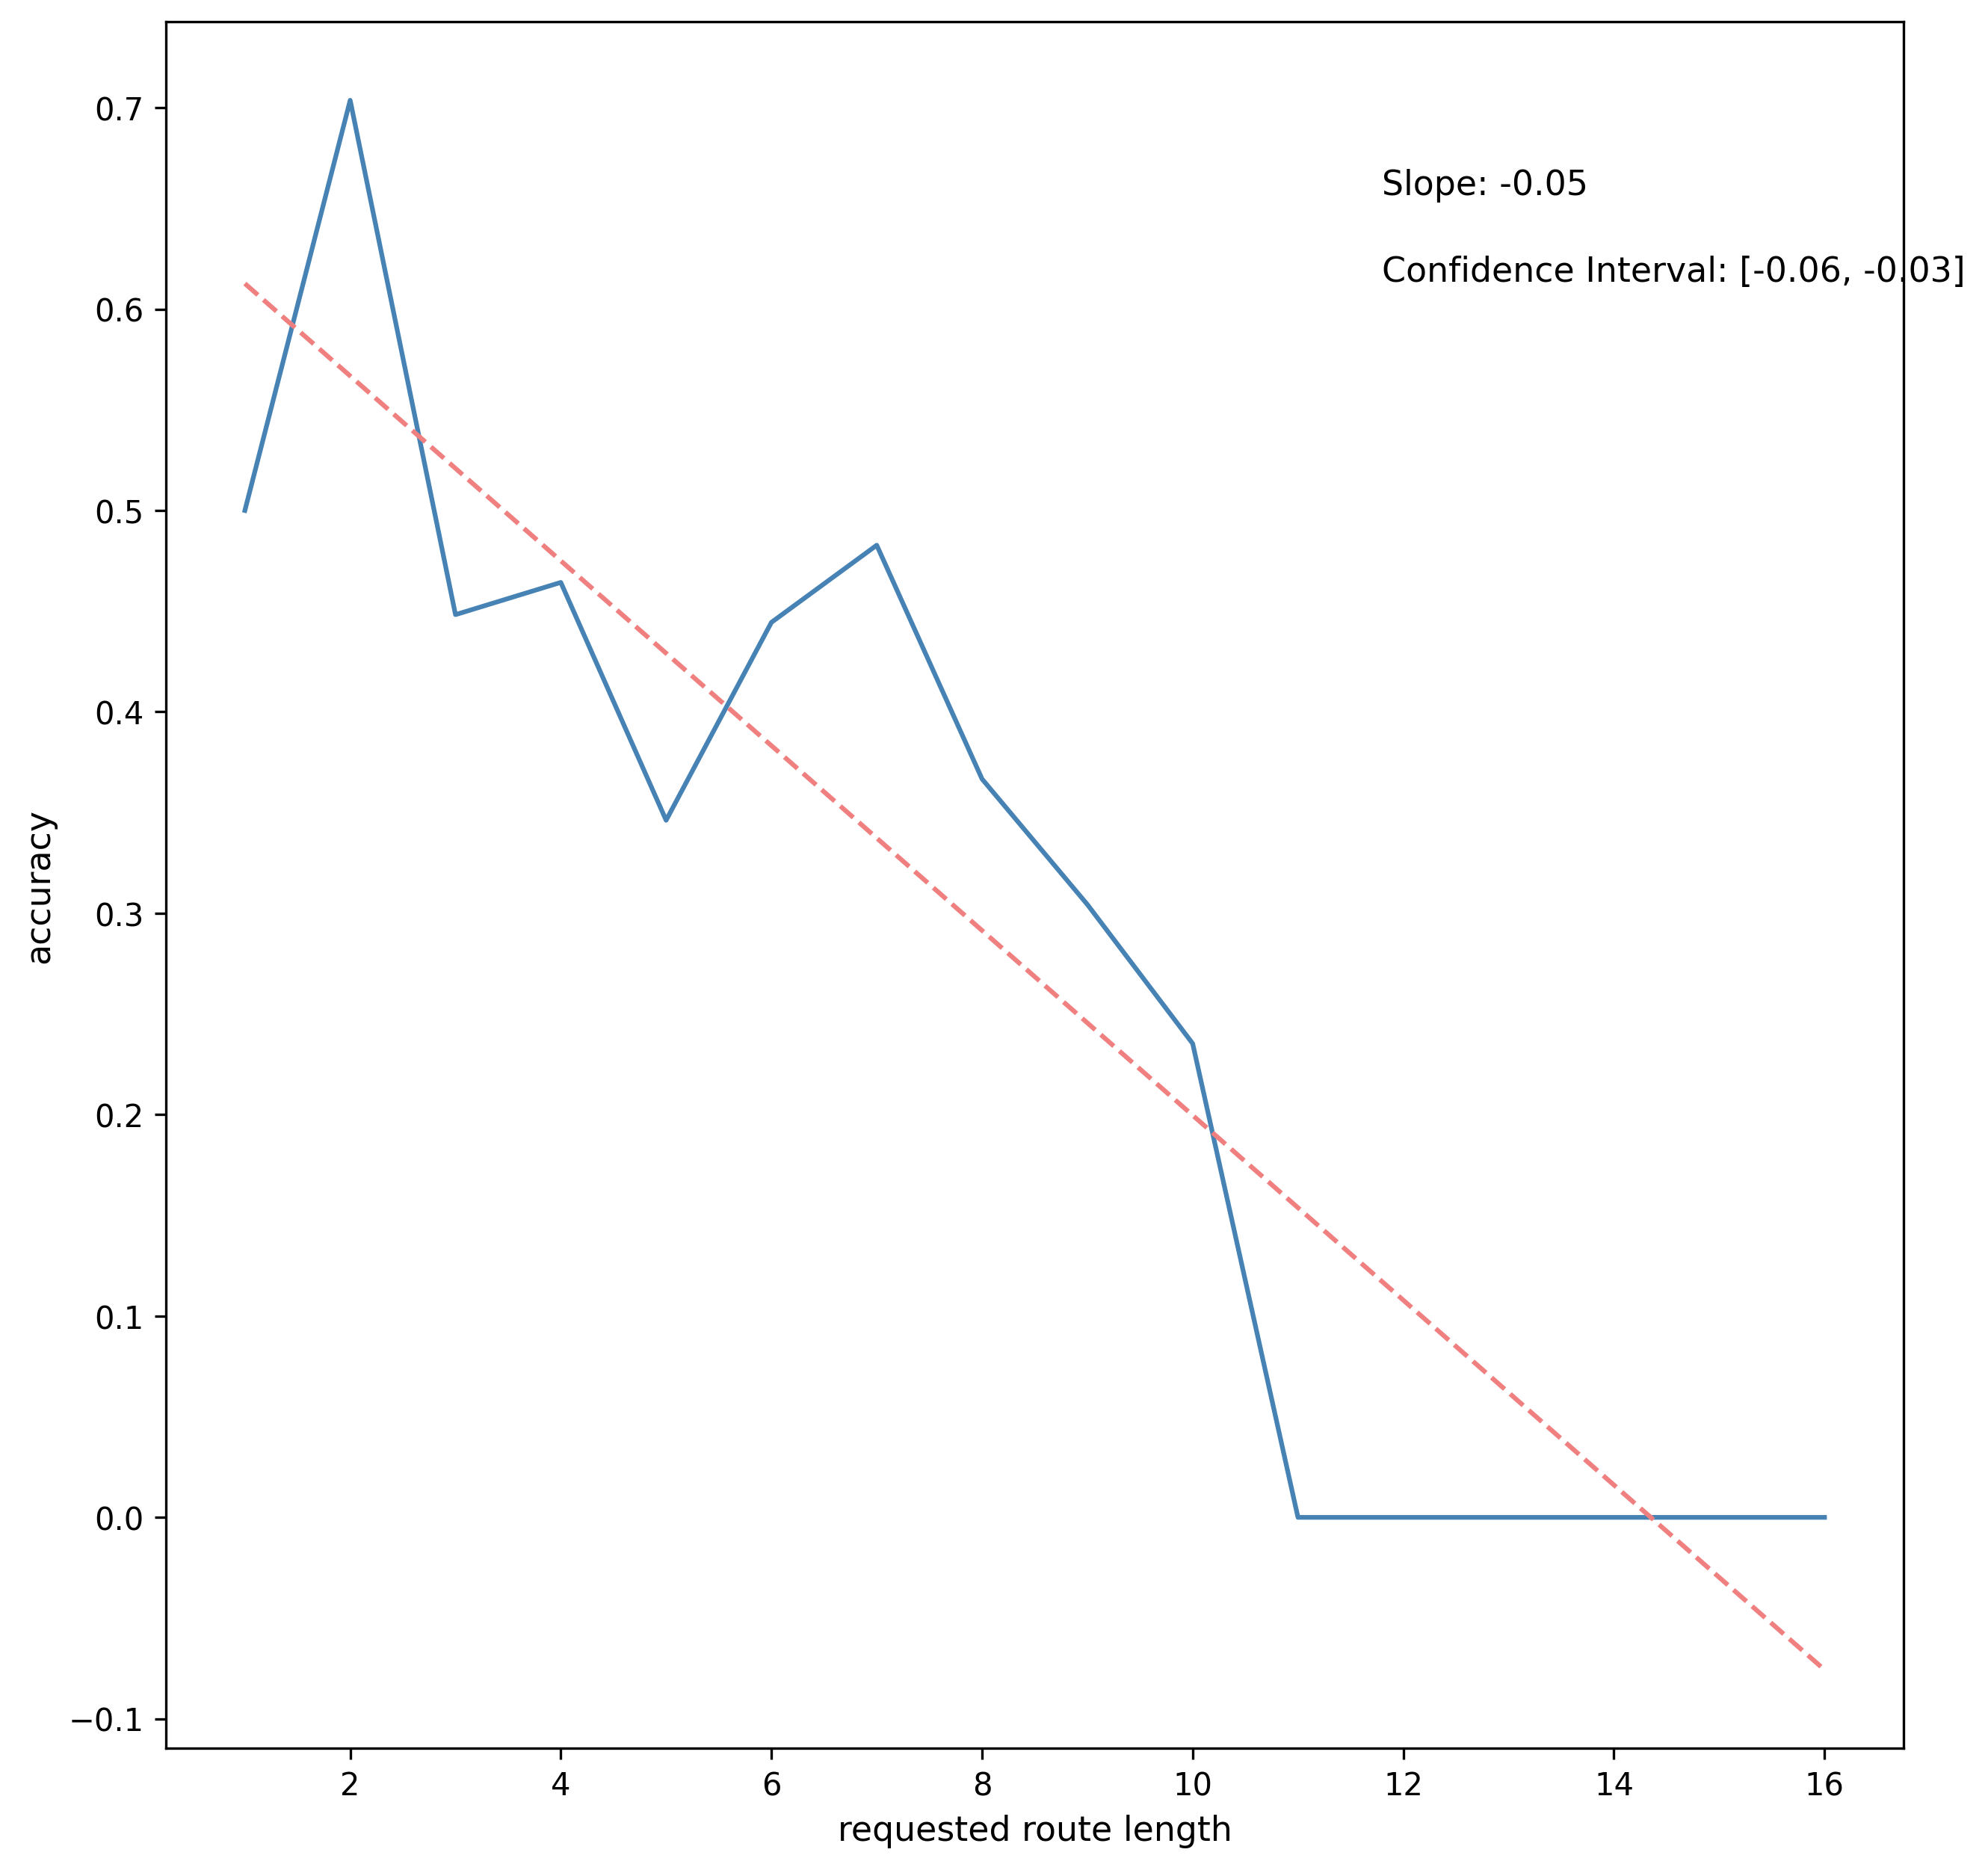 0.7
0.6
0.5
0.4
0.3
0.2
0.1
0.0
−0.1
accuracy
Slope: -0.05
Confidence Interval: [-0.06, -0.03]
2 4 6 8 10 12 14 16
requested route length